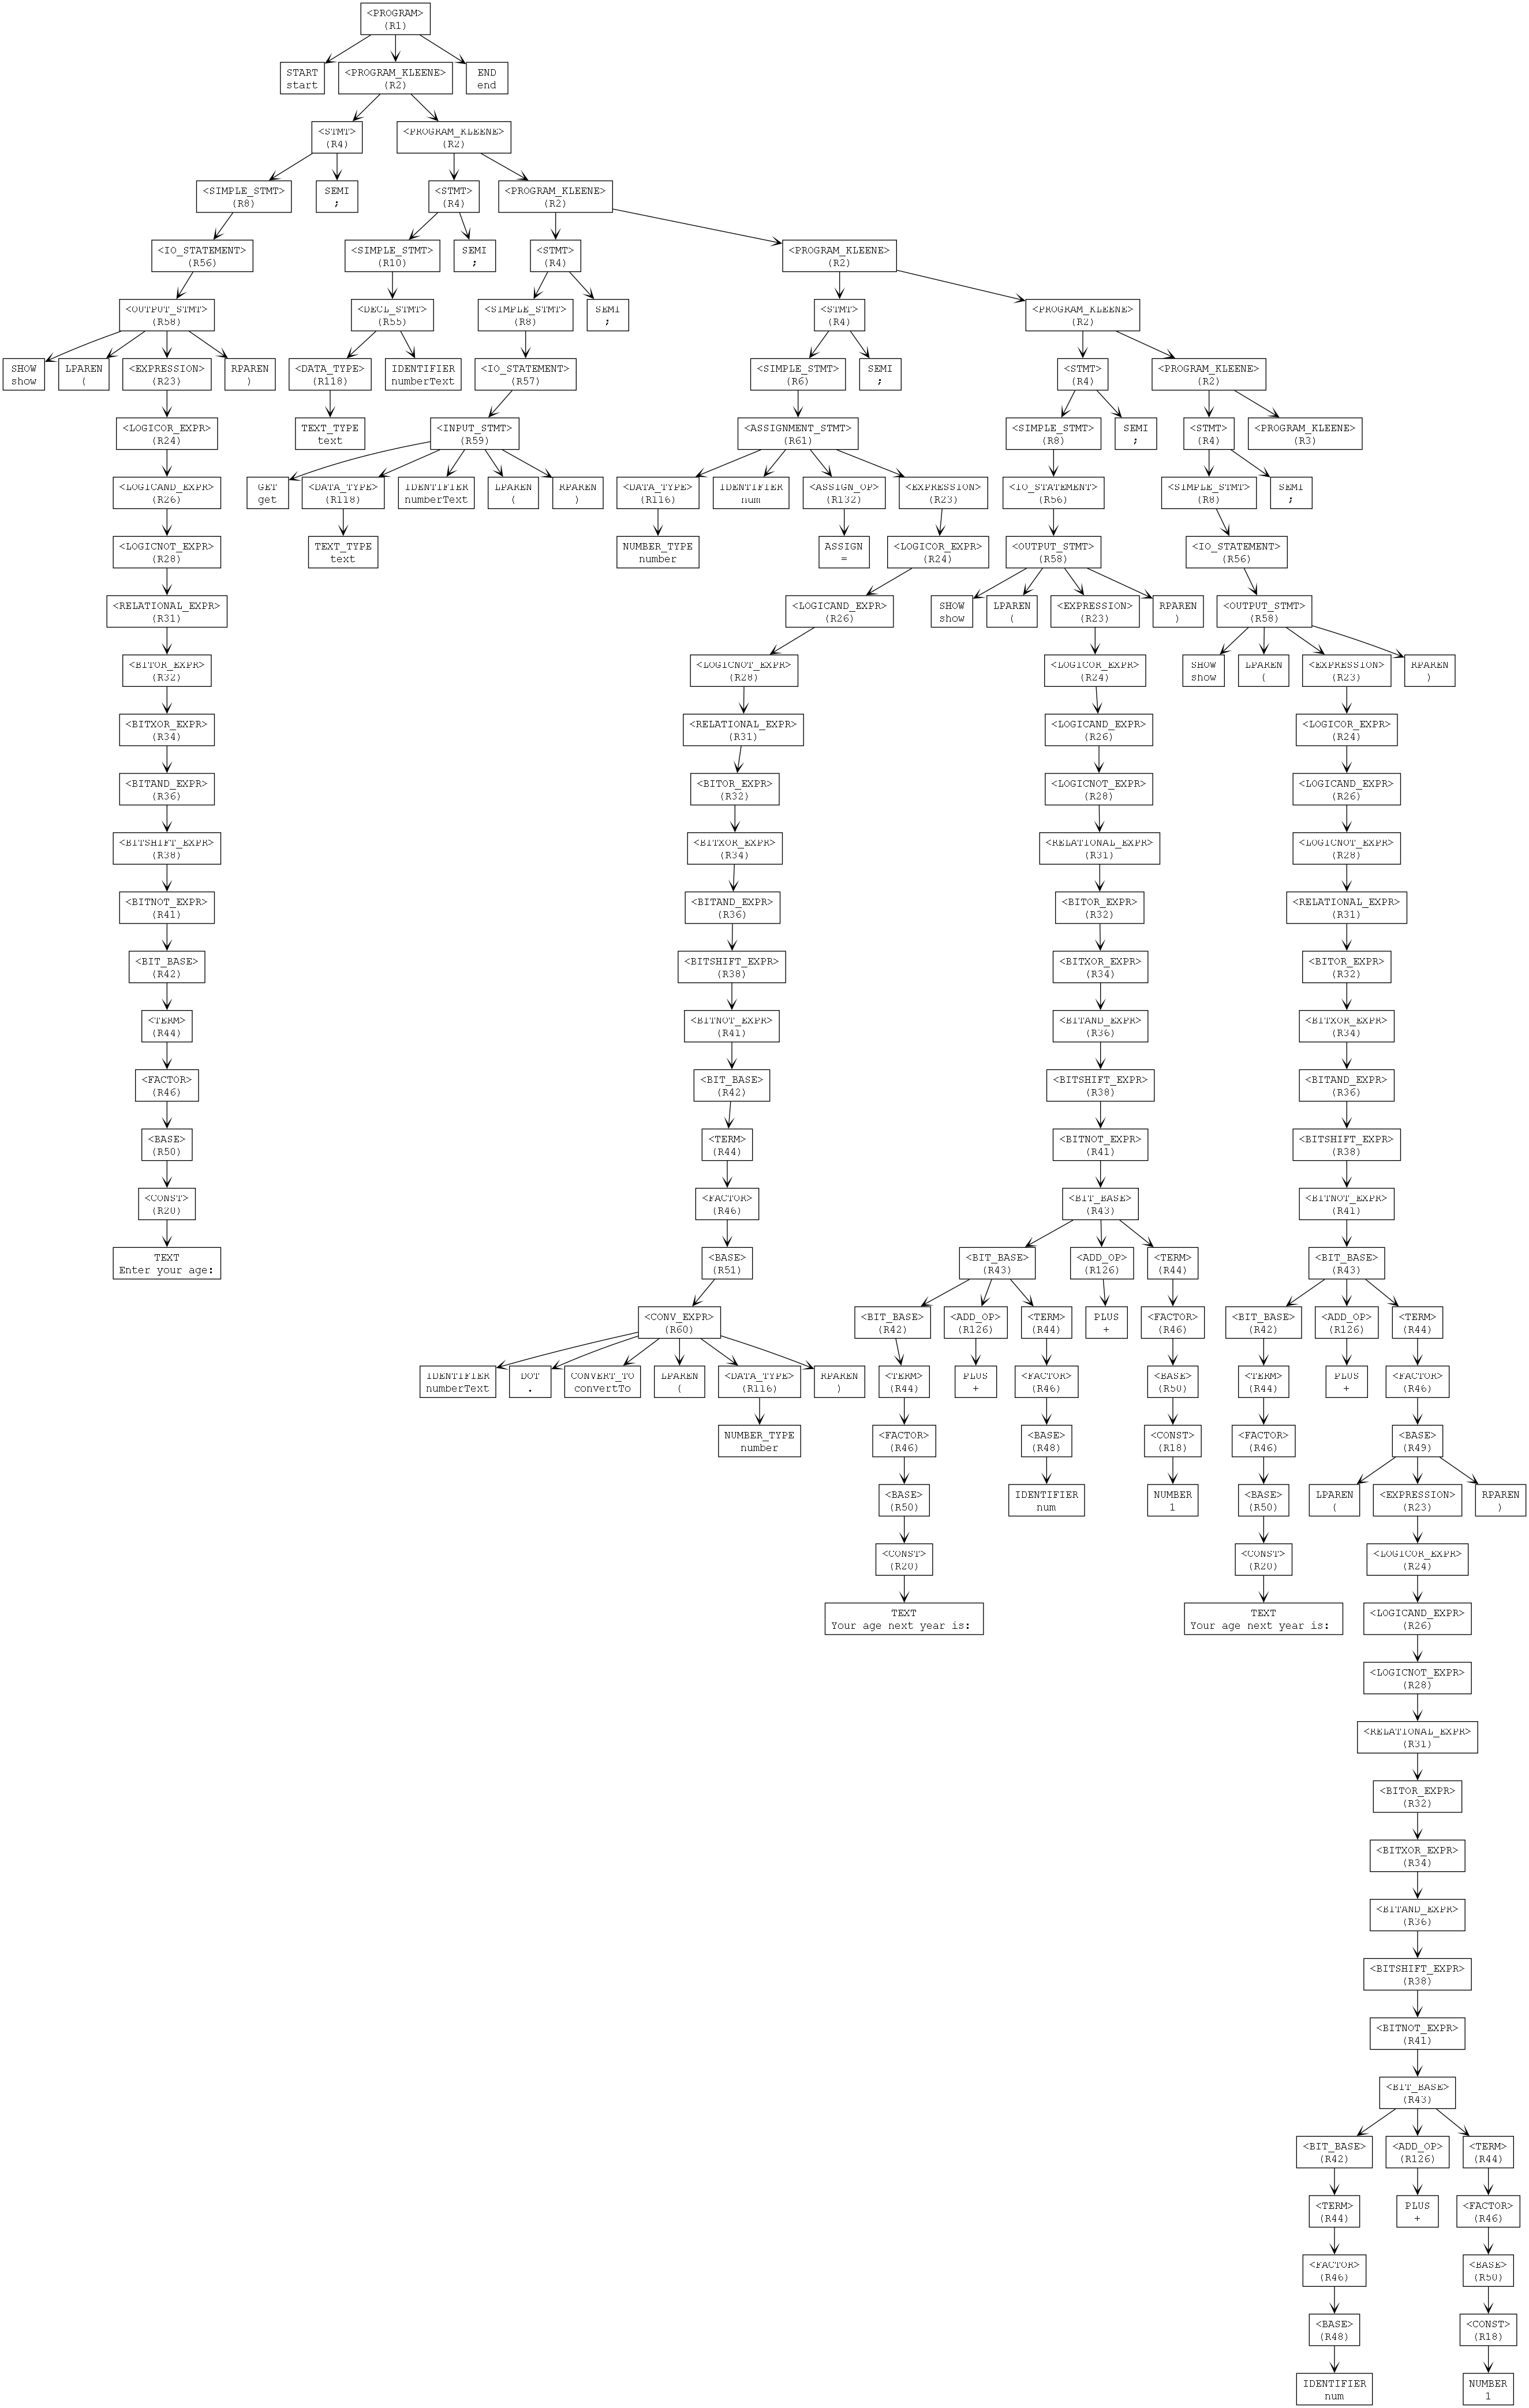 <PROGRAM>
(R1)
START
start
<PROGRAM_KLEENE>
(R2)
END
end
<STMT>
(R4)
<PROGRAM_KLEENE>
(R2)
<SIMPLE_STMT>
(R8)
SEMI
;
<STMT>
(R4)
<PROGRAM_KLEENE>
(R2)
<IO_STATEMENT>
(R56)
<SIMPLE_STMT>
(R10)
SEMI
;
<STMT>
(R4)
<PROGRAM_KLEENE>
(R2)
<OUTPUT_STMT>
(R58)
<DECL_STMT>
(R55)
<SIMPLE_STMT>
(R8)
SEMI
;
<STMT>
(R4)
<PROGRAM_KLEENE>
(R2)
SHOW
show
LPAREN
(
<EXPRESSION>
(R23)
RPAREN
)
<DATA_TYPE>
(R118)
IDENTIFIER
numberText
<IO_STATEMENT>
(R57)
<SIMPLE_STMT>
(R6)
SEMI
;
<STMT>
(R4)
<PROGRAM_KLEENE>
(R2)
<LOGICOR_EXPR>
(R24)
TEXT_TYPE
text
<INPUT_STMT>
(R59)
<ASSIGNMENT_STMT>
(R61)
<SIMPLE_STMT>
(R8)
SEMI
;
<STMT>
(R4)
<PROGRAM_KLEENE>
(R3)
<LOGICAND_EXPR>
(R26)
GET
get
<DATA_TYPE>
(R118)
IDENTIFIER
numberText
LPAREN
(
RPAREN
)
<DATA_TYPE>
(R116)
IDENTIFIER
num
<ASSIGN_OP>
(R132)
<EXPRESSION>
(R23)
<IO_STATEMENT>
(R56)
<SIMPLE_STMT>
(R8)
SEMI
;
<LOGICNOT_EXPR>
(R28)
TEXT_TYPE
text
NUMBER_TYPE
number
ASSIGN
=
<LOGICOR_EXPR>
(R24)
<OUTPUT_STMT>
(R58)
<IO_STATEMENT>
(R56)
<RELATIONAL_EXPR>
(R31)
<LOGICAND_EXPR>
(R26)
SHOW
show
LPAREN
(
<EXPRESSION>
(R23)
RPAREN
)
<OUTPUT_STMT>
(R58)
<BITOR_EXPR>
(R32)
<LOGICNOT_EXPR>
(R28)
<LOGICOR_EXPR>
(R24)
SHOW
show
LPAREN
(
<EXPRESSION>
(R23)
RPAREN
)
<BITXOR_EXPR>
(R34)
<RELATIONAL_EXPR>
(R31)
<LOGICAND_EXPR>
(R26)
<LOGICOR_EXPR>
(R24)
<BITAND_EXPR>
(R36)
<BITOR_EXPR>
(R32)
<LOGICNOT_EXPR>
(R28)
<LOGICAND_EXPR>
(R26)
<BITSHIFT_EXPR>
(R38)
<BITXOR_EXPR>
(R34)
<RELATIONAL_EXPR>
(R31)
<LOGICNOT_EXPR>
(R28)
<BITNOT_EXPR>
(R41)
<BITAND_EXPR>
(R36)
<BITOR_EXPR>
(R32)
<RELATIONAL_EXPR>
(R31)
<BIT_BASE>
(R42)
<BITSHIFT_EXPR>
(R38)
<BITXOR_EXPR>
(R34)
<BITOR_EXPR>
(R32)
<TERM>
(R44)
<BITNOT_EXPR>
(R41)
<BITAND_EXPR>
(R36)
<BITXOR_EXPR>
(R34)
<FACTOR>
(R46)
<BIT_BASE>
(R42)
<BITSHIFT_EXPR>
(R38)
<BITAND_EXPR>
(R36)
<BASE>
(R50)
<TERM>
(R44)
<BITNOT_EXPR>
(R41)
<BITSHIFT_EXPR>
(R38)
<CONST>
(R20)
<FACTOR>
(R46)
<BIT_BASE>
(R43)
<BITNOT_EXPR>
(R41)
TEXT
Enter your age:
<BASE>
(R51)
<BIT_BASE>
(R43)
<ADD_OP>
(R126)
<TERM>
(R44)
<BIT_BASE>
(R43)
<CONV_EXPR>
(R60)
<BIT_BASE>
(R42)
<ADD_OP>
(R126)
<TERM>
(R44)
PLUS
+
<FACTOR>
(R46)
<BIT_BASE>
(R42)
<ADD_OP>
(R126)
<TERM>
(R44)
IDENTIFIER
numberText
DOT
.
CONVERT_TO
convertTo
LPAREN
(
<DATA_TYPE>
(R116)
RPAREN
)
<TERM>
(R44)
PLUS
+
<FACTOR>
(R46)
<BASE>
(R50)
<TERM>
(R44)
PLUS
+
<FACTOR>
(R46)
NUMBER_TYPE
number
<FACTOR>
(R46)
<BASE>
(R48)
<CONST>
(R18)
<FACTOR>
(R46)
<BASE>
(R49)
<BASE>
(R50)
IDENTIFIER
num
NUMBER
1
<BASE>
(R50)
LPAREN
(
<EXPRESSION>
(R23)
RPAREN
)
<CONST>
(R20)
<CONST>
(R20)
<LOGICOR_EXPR>
(R24)
TEXT
Your age next year is:
TEXT
Your age next year is:
<LOGICAND_EXPR>
(R26)
<LOGICNOT_EXPR>
(R28)
<RELATIONAL_EXPR>
(R31)
<BITOR_EXPR>
(R32)
<BITXOR_EXPR>
(R34)
<BITAND_EXPR>
(R36)
<BITSHIFT_EXPR>
(R38)
<BITNOT_EXPR>
(R41)
<BIT_BASE>
(R43)
<BIT_BASE>
(R42)
<ADD_OP>
(R126)
<TERM>
(R44)
<TERM>
(R44)
PLUS
+
<FACTOR>
(R46)
<FACTOR>
(R46)
<BASE>
(R50)
<BASE>
(R48)
<CONST>
(R18)
IDENTIFIER
num
NUMBER
1